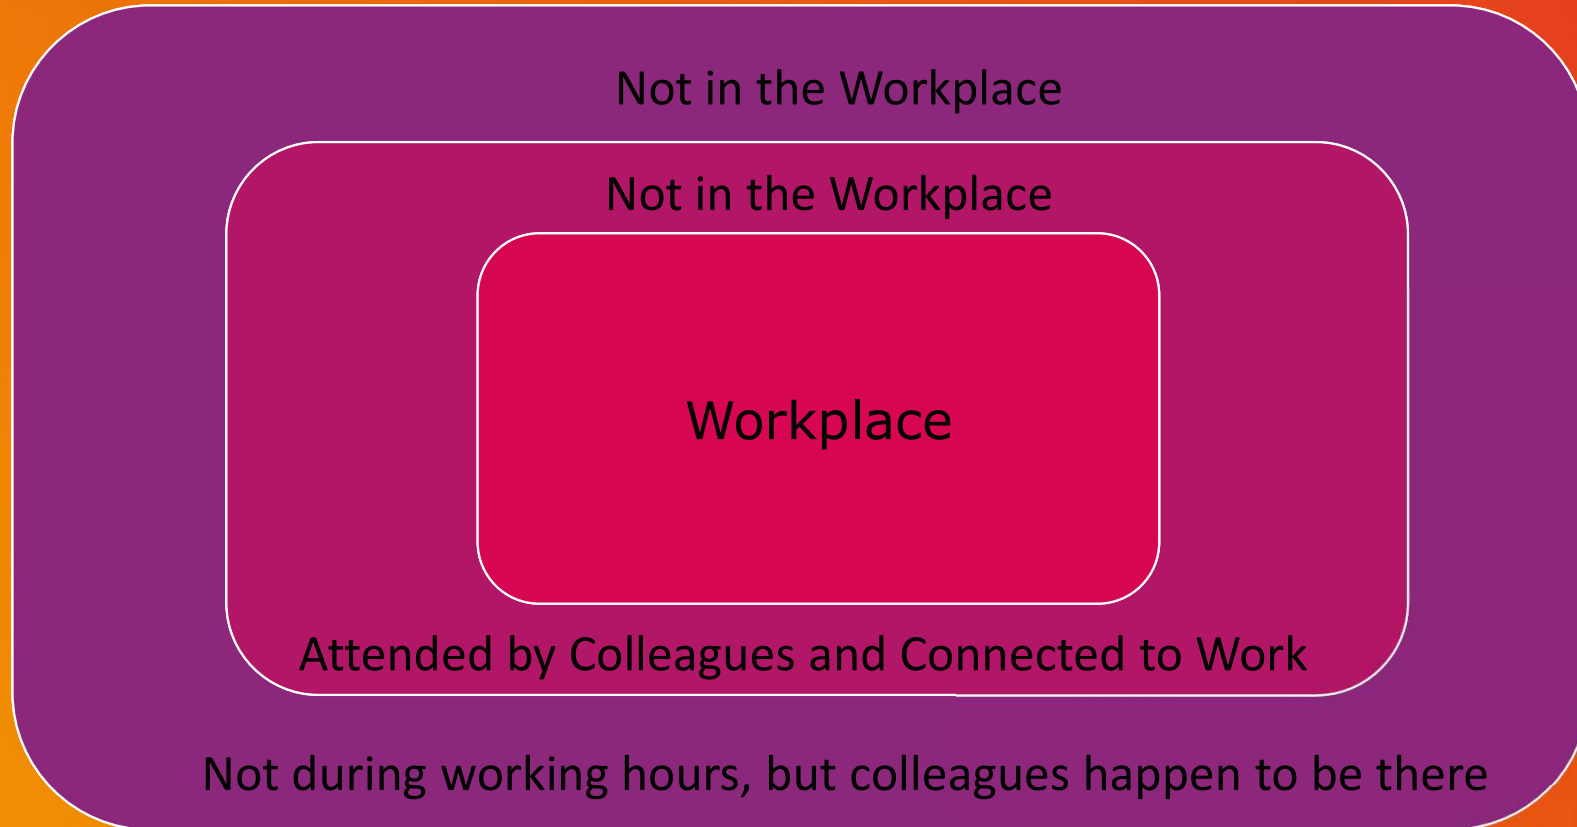 Not in the Workplace
Not in the Workplace
Workplace
Attended by Colleagues and Connected to Work
Not during working hours, but colleagues happen to be there